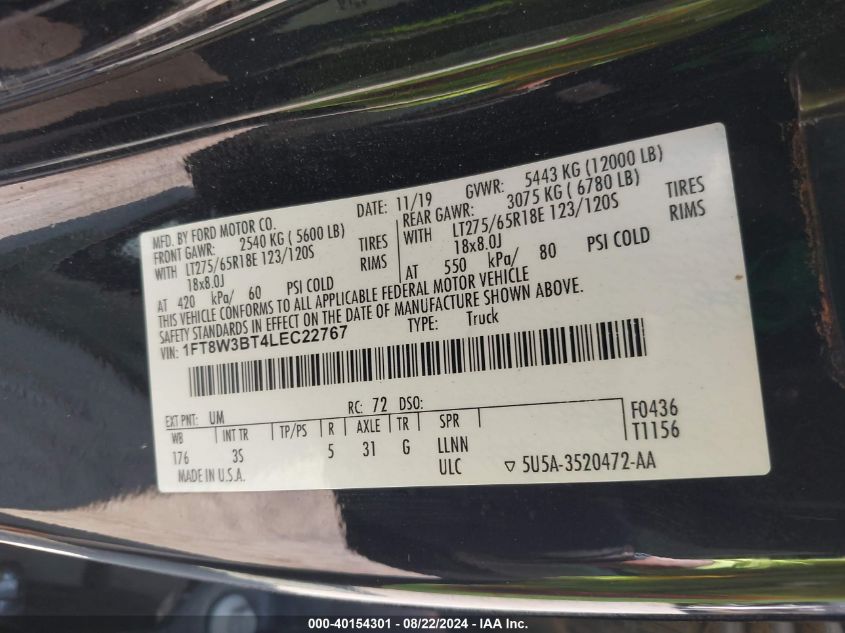 MFD. BY FORD MOTOR CO. DATE: 11/19 GVWR: 5443 KG (12000 LB)
FRONT GAWR: 2540 KG ( 5600 LB) REAR GAWR: 3075 KG ( 6780 LB)
WITH LT275/65R18E 123/120S TIRES WITH LT275/65R18E 123/120S TIRES
18x8.0J RIMS 18x8.0J RIMS
AT 420 kPa/ 60 PSI COLD AT 550 kPa/ 80 PSI COLD
THIS VEHICLE CONFORMS TO ALL APPLICABLE FEDERAL MOTOR VEHICLE
SAFETY STANDARDS IN EFFECT ON THE DATE OF MANUFACTURE SHOWN ABOVE.
VIN: 1FT8W3BT4LEC22767 TYPE: Truck
EXT PNT: UM RC: 72 DSO: F0436
WB INT TR TP/PS R AXLE TR SPR T1156
176 3S 5 31 G LLNN
MADE IN U.S.A. ULC ▽ 5U5A-3520472-AA
000-40154301 - 08/22/2024 - IAA Inc.